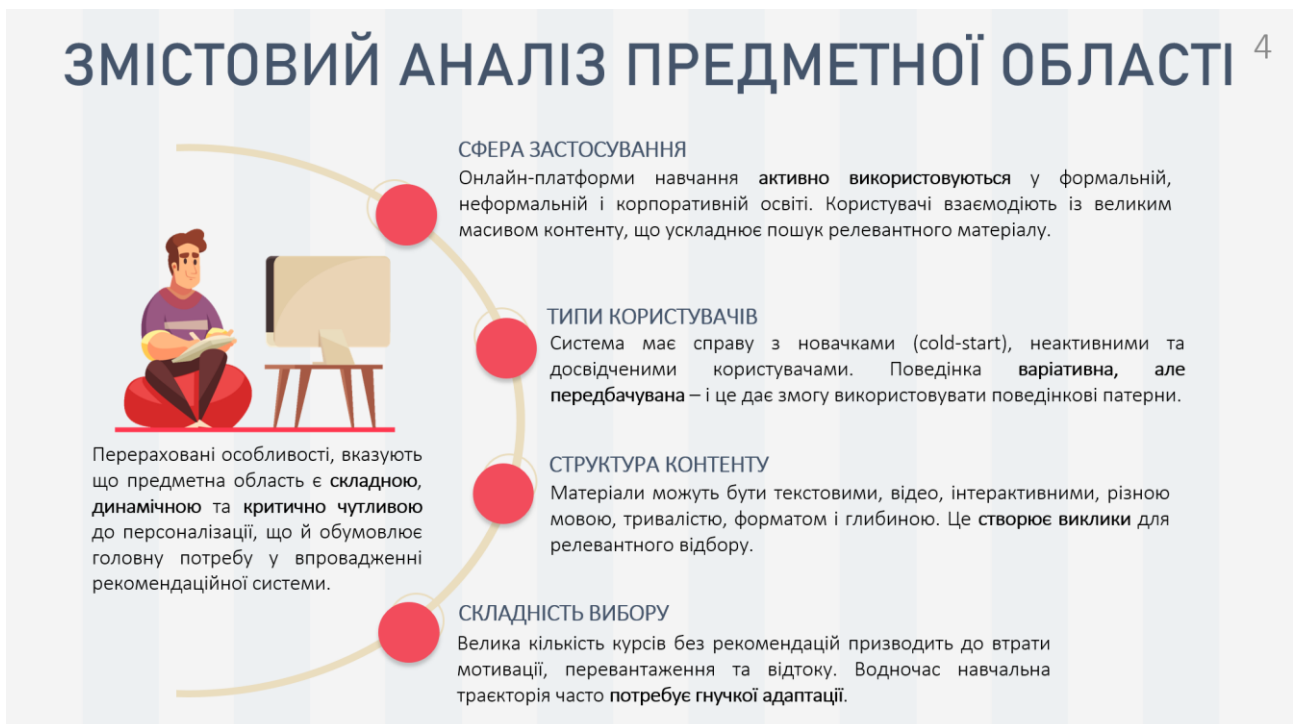 ЗМІСТОВИЙ АНАЛІЗ ПРЕДМЕТНОЇ ОБЛАСТІ
4
СФЕРА ЗАСТОСУВАННЯ
Онлайн-платформи навчання активно використовуються у формальній,
неформальній і корпоративній освіті. Користувачі взаємодіють із великим
масивом контенту, що ускладнює пошук релевантного матеріалу.
ТИПИ КОРИСТУВАЧІВ
Система має справу з новачками (cold-start), неактивними та
досвідченими користувачами. Поведінка варіативна, але
передбачувана – і це дає змогу використовувати поведінкові патерни.
СТРУКТУРА КОНТЕНТУ
Матеріали можуть бути текстовими, відео, інтерактивними, різною
мовою, тривалістю, форматом і глибиною. Це створює виклики для
релевантного відбору.
СКЛАДНІСТЬ ВИБОРУ
Велика кількість курсів без рекомендацій призводить до втрати
мотивації, перевантаження та відтоку. Водночас навчальна
траєкторія часто потребує гнучкої адаптації.
Перераховані особливості, вказують
що предметна область є складною,
динамічною та критично чутливою
до персоналізації, що й обумовлює
головну потребу у впровадженні
рекомендаційної системи.